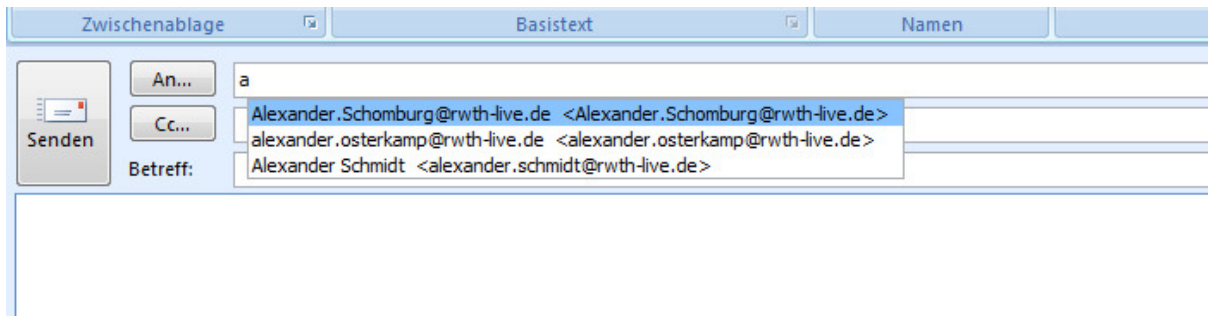 Zwischenablage Basistext Namen
An... a
Alexander.Schomburg@rwth-live.de <Alexander.Schomburg@rwth-live.de>
Cc...
Senden
alexander.osterkamp@rwth-live.de <alexander.osterkamp@rwth-live.de>
Betreff: Alexander Schmidt <alexander.schmidt@rwth-live.de>